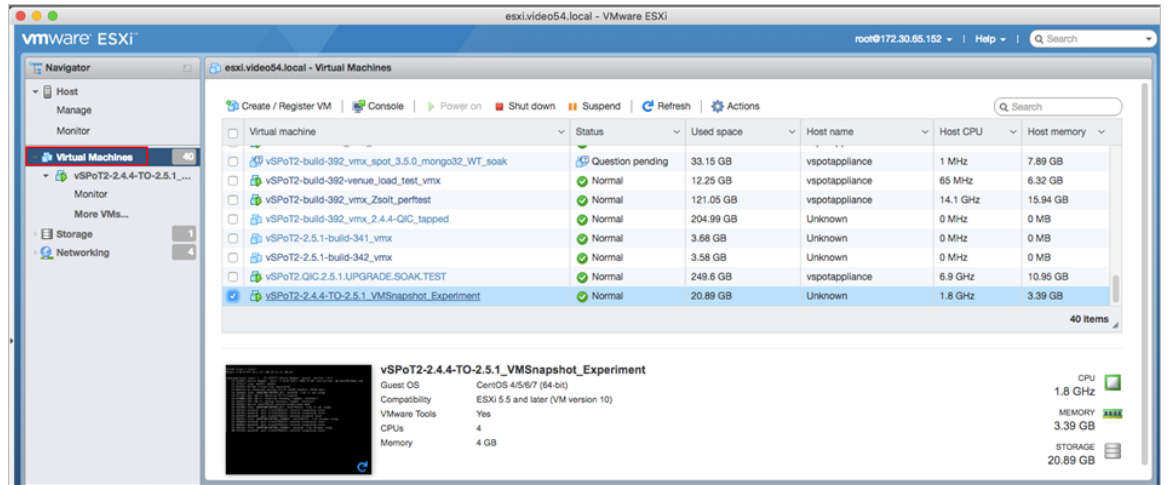 esxi.video54.local - VMware ESXi
vmware ESXi™
root@172.30.65.152 | Help | Search
Navigator
esxi.video54.local - Virtual Machines
Host
Manage
Monitor
Virtual Machines 40
vSPoT2-2.4.4-TO-2.5.1_...
Monitor
More VMs...
Storage 1
Networking 4
Create / Register VM | Console | Power on Shut down Suspend | Refresh | Actions Search
Virtual machine Status Used space Host name Host CPU Host memory
vSPoT2-build-392_vmx_spot_3.5.0_mongo32_WT_soak Question pending 33.15 GB vspotappliance 1 MHz 7.89 GB
vSPoT2-build-392-venue_load_test_vmx Normal 12.25 GB vspotappliance 65 MHz 6.32 GB
vSPoT2-build-392_vmx_Zsolt_perftest Normal 121.05 GB vspotappliance 14.1 GHz 15.94 GB
vSPoT2-build-392_vmx_2.4.4-QIC_tapped Normal 204.99 GB Unknown 0 MHz 0 MB
vSPoT2-2.5.1-build-341_vmx Normal 3.68 GB Unknown 0 MHz 0 MB
vSPoT2-2.5.1-build-342_vmx Normal 3.58 GB Unknown 0 MHz 0 MB
vSPoT2.QIC.2.5.1.UPGRADE.SOAK.TEST Normal 249.6 GB vspotappliance 6.9 GHz 10.95 GB
vSPoT2-2.4.4-TO-2.5.1_VMSnapshot_Experiment Normal 20.89 GB Unknown 1.8 GHz 3.39 GB
40 items
vSPoT2-2.4.4-TO-2.5.1_VMSnapshot_Experiment
Guest OS CentOS 4/5/6/7 (64-bit)
Compatibility ESXi 5.5 and later (VM version 10)
VMware Tools Yes
CPUs 4
Memory 4 GB
CPU
1.8 GHz
MEMORY
3.39 GB
STORAGE
20.89 GB